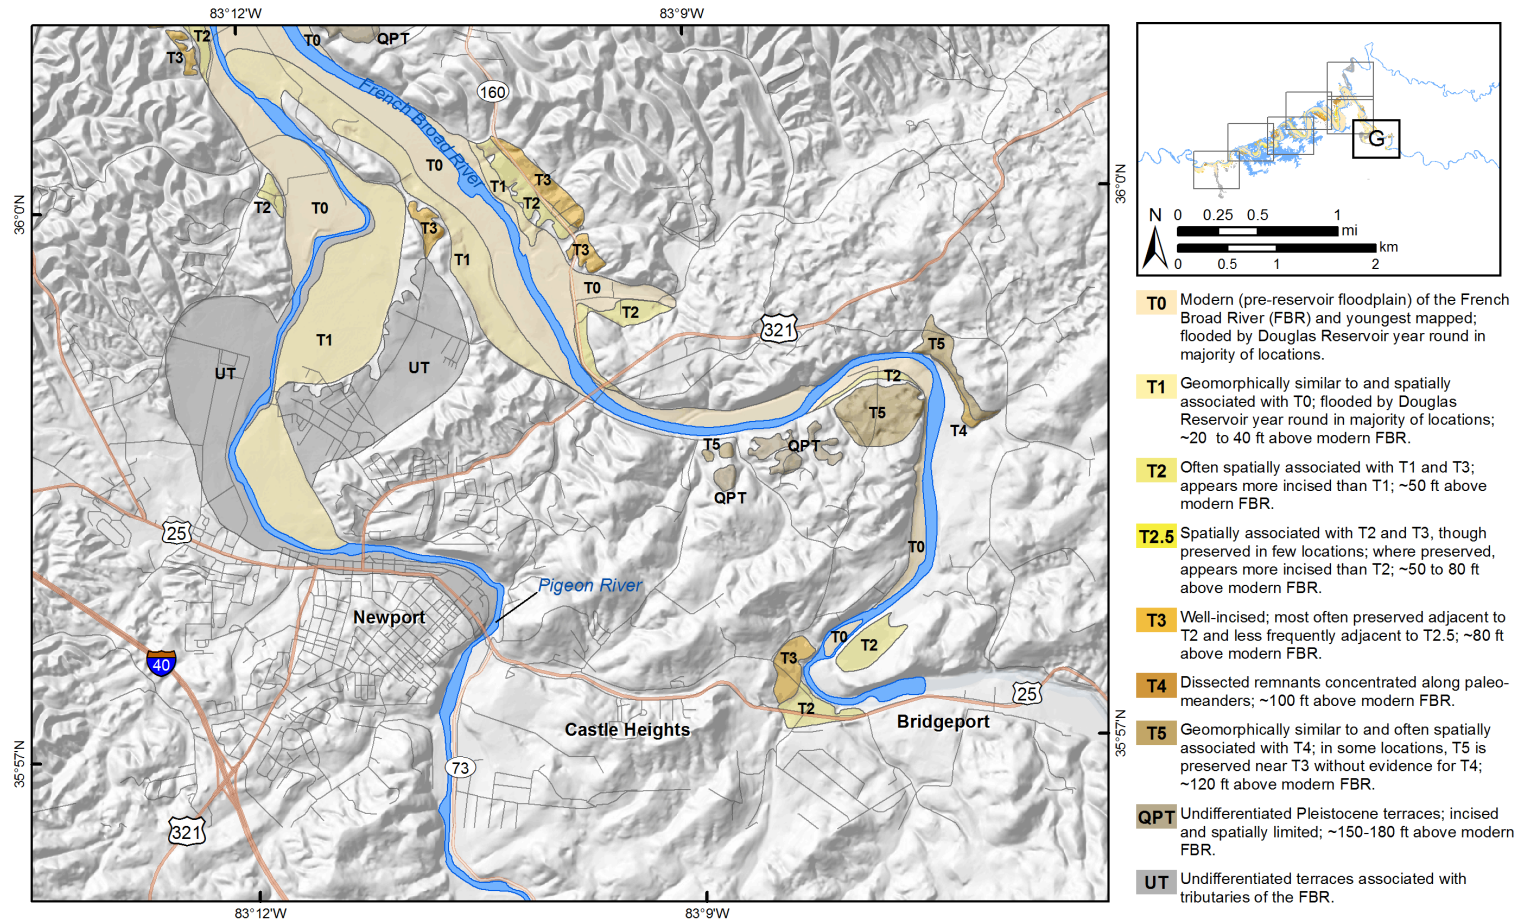 83°12'W
83°9'W
T2
T0
QPT
T3
160
French Broad River
T0
T1
T3
T2
T2
T0
T3
T1
T3
T0
T2
36°0'N
36°0'N
321
T1
UT
UT
T5
T2
T5
T4
T5
QPT
QPT
25
T0
Pigeon River
Newport
T0
T2
40
T3
25
T2
Castle Heights
Bridgeport
73
35°57'N
35°57'N
321
83°12'W
83°9'W
G
N
0 0.25 0.5 1
mi
km
0 0.5 1 2
T0 Modern (pre-reservoir floodplain) of the French
Broad River (FBR) and youngest mapped;
flooded by Douglas Reservoir year round in
majority of locations.
T1 Geomorphically similar to and spatially
associated with T0; flooded by Douglas
Reservoir year round in majority of locations;
~20 to 40 ft above modern FBR.
T2 Often spatially associated with T1 and T3;
appears more incised than T1; ~50 ft above
modern FBR.
T2.5 Spatially associated with T2 and T3, though
preserved in few locations; where preserved,
appears more incised than T2; ~50 to 80 ft
above modern FBR.
T3 Well-incised; most often preserved adjacent to
T2 and less frequently adjacent to T2.5; ~80 ft
above modern FBR.
T4 Dissected remnants concentrated along paleo-
meanders; ~100 ft above modern FBR.
T5 Geomorphically similar to and often spatially
associated with T4; in some locations, T5 is
preserved near T3 without evidence for T4;
~120 ft above modern FBR.
QPT Undifferentiated Pleistocene terraces; incised
and spatially limited; ~150-180 ft above modern
FBR.
UT Undifferentiated terraces associated with
tributaries of the FBR.